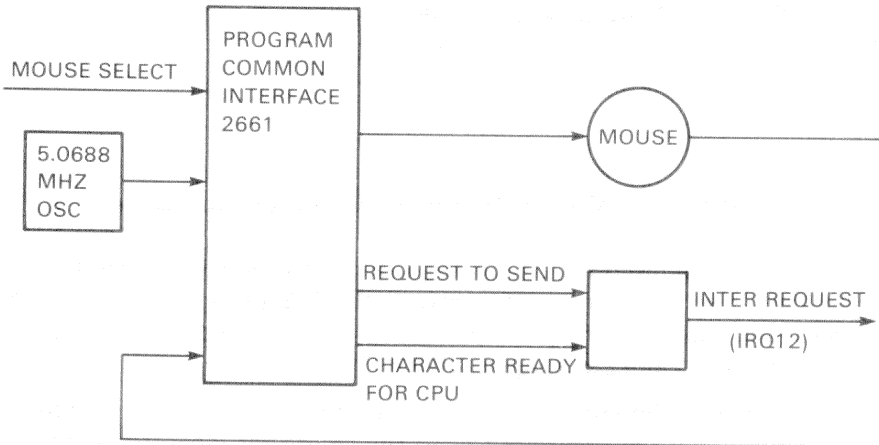 PROGRAM
COMMON
INTERFACE
2661
MOUSE SELECT
5.0688
MHZ
OSC
MOUSE
REQUEST TO SEND
INTER REQUEST
(IRQ12)
CHARACTER READY
FOR CPU